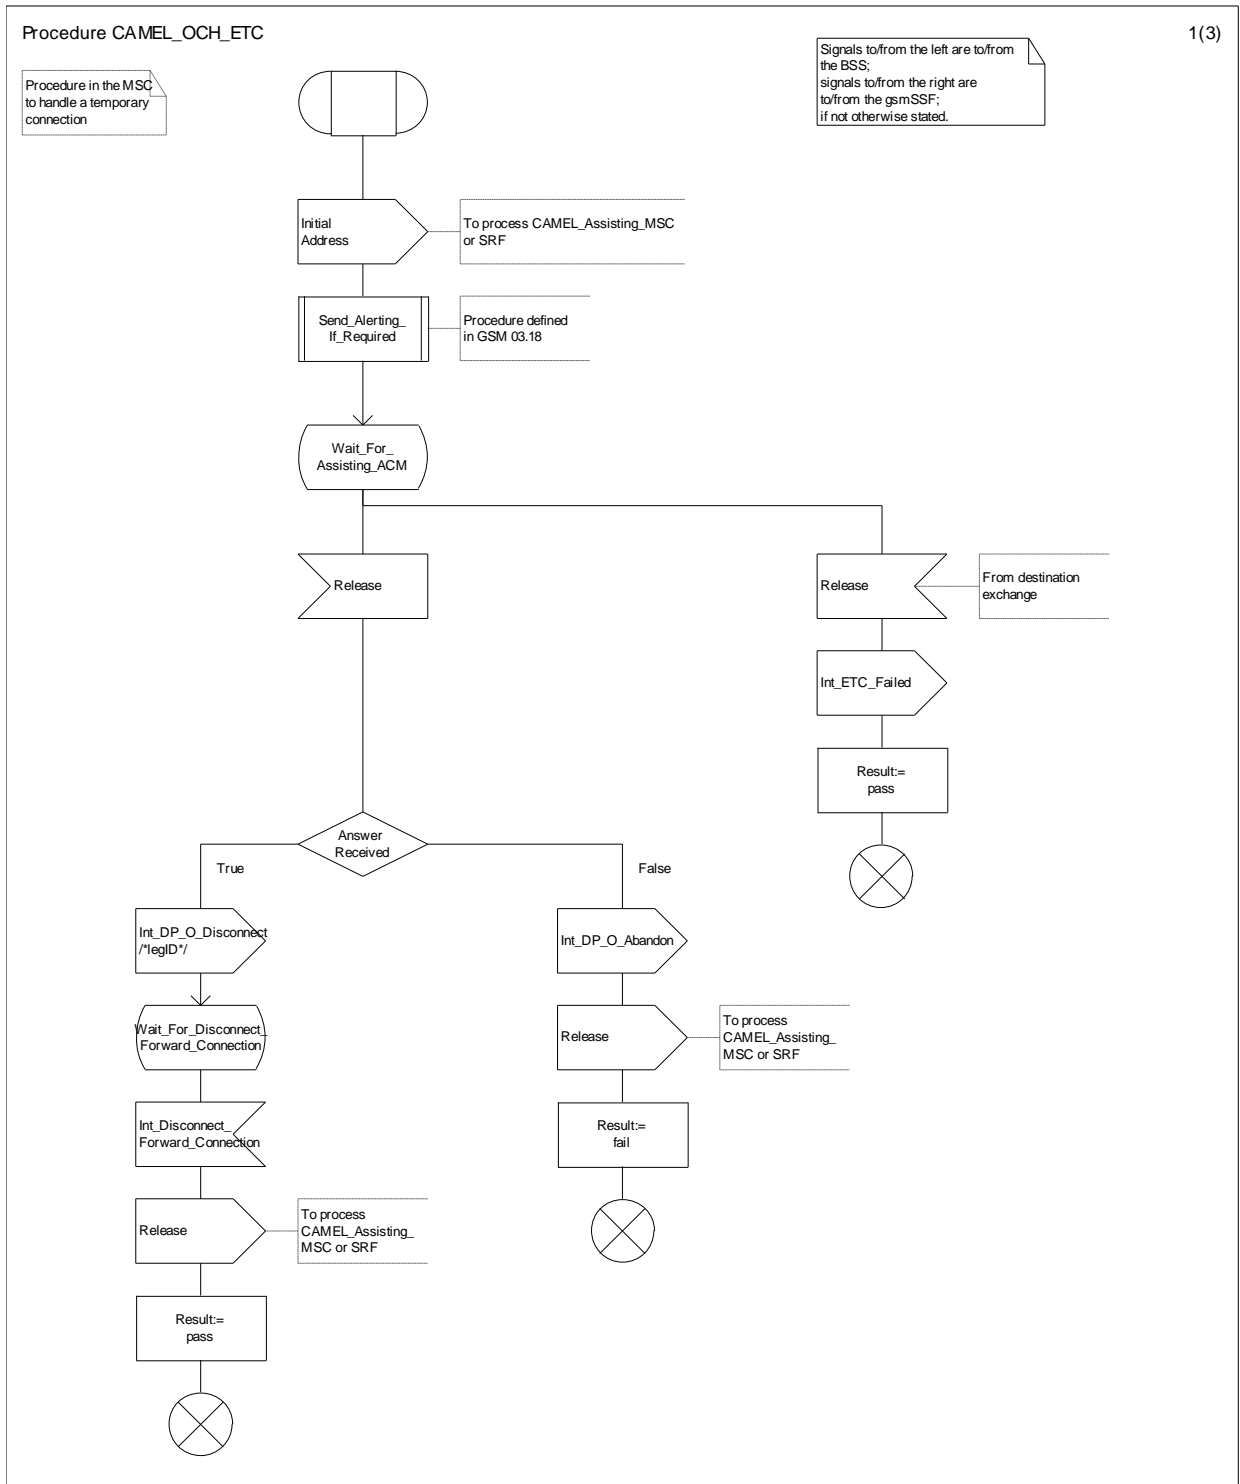 Procedure CAMEL_OCH_ETC
1(3)
Procedure in the MSC
to handle a temporary
connection
Signals to/from the left are to/from
the BSS;
signals to/from the right are
to/from the gsmSSF;
if not otherwise stated.
Initial
Address
To process CAMEL_Assisting_MSC
or SRF
Send_Alerting_
If_Required
Procedure defined
in GSM 03.18
Wait_For_
Assisting_ACM
Release
Release
From destination
exchange
Int_ETC_Failed
Result:=
pass
Answer
Received
True
False
Int_DP_O_Disconnect
/*legID*/
Int_DP_O_Abandon
Wait_For_Disconnect_
Forward_Connection
Release
To process
CAMEL_Assisting_
MSC or SRF
Int_Disconnect_
Forward_Connection
Result:=
fail
Release
To process
CAMEL_Assisting_
MSC or SRF
Result:=
pass